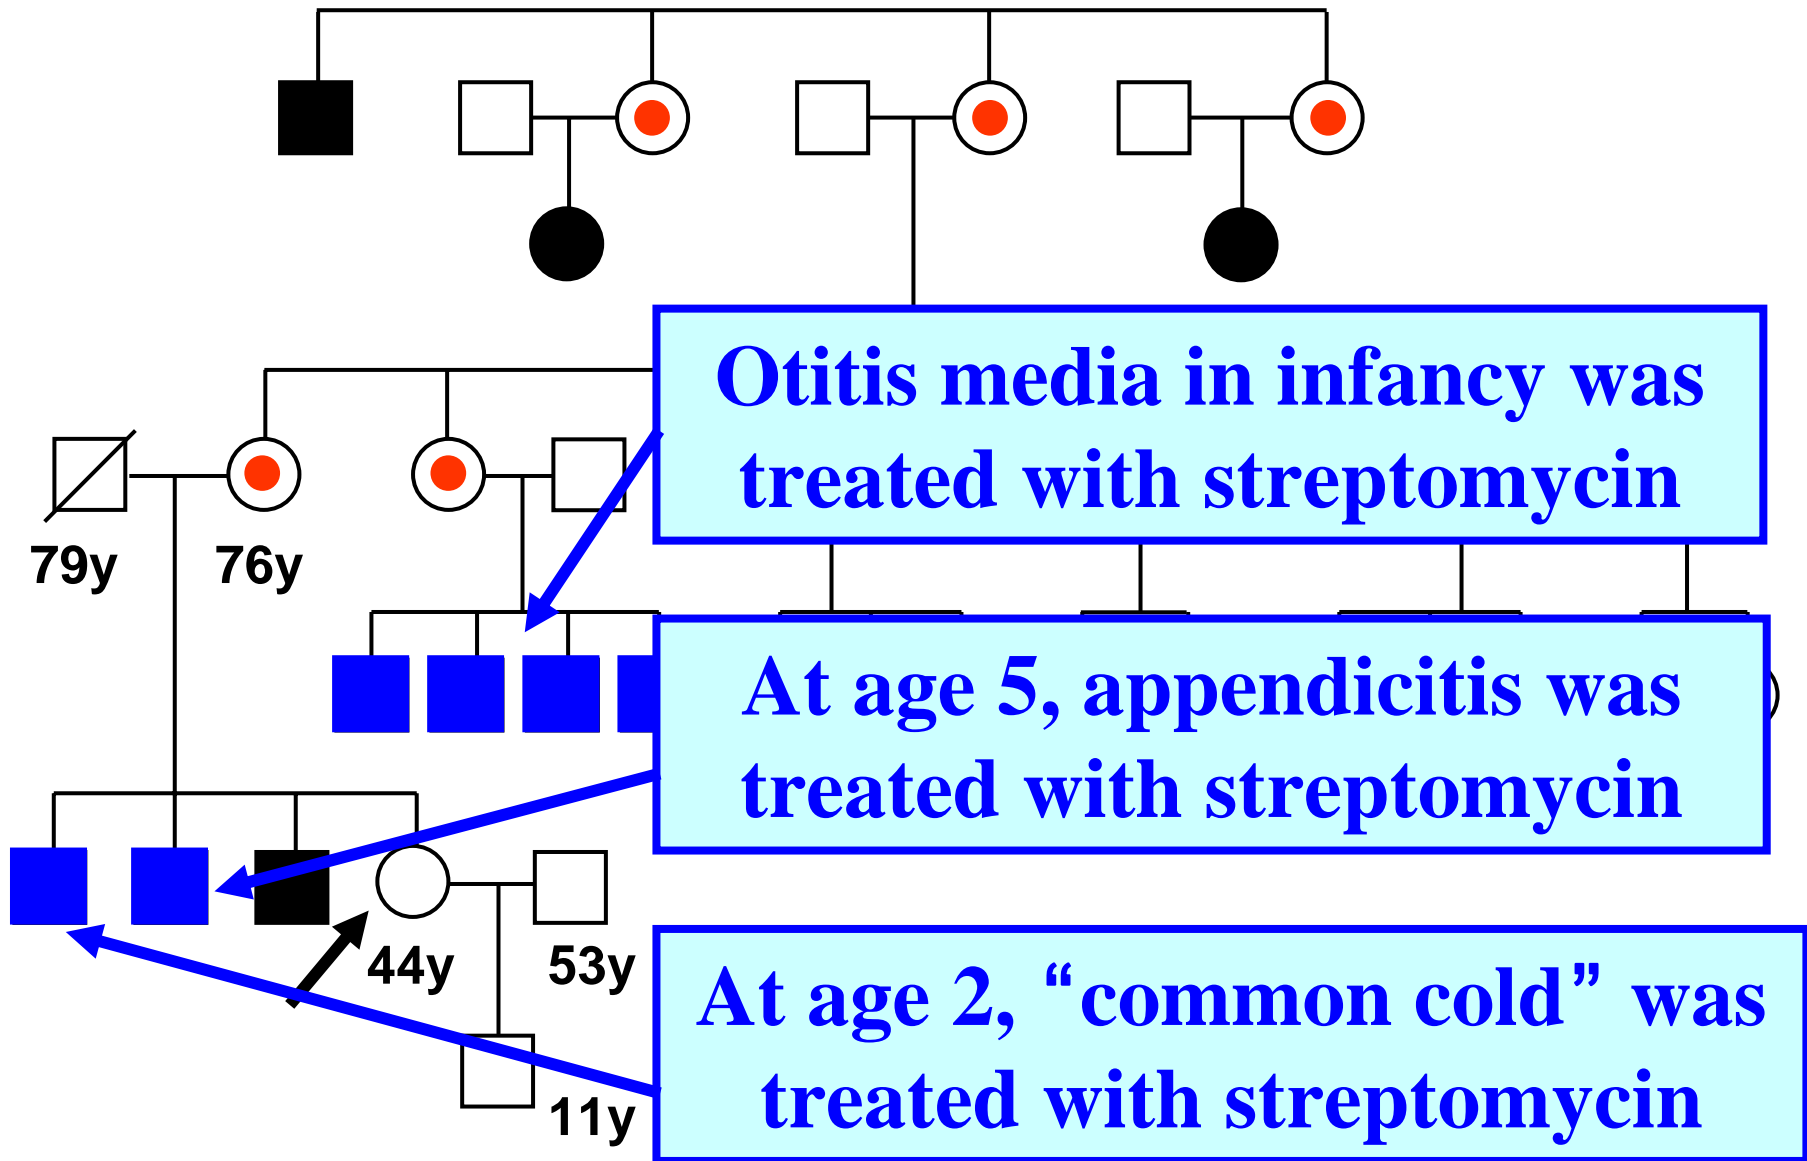 Otitis media in infancy was
treated with streptomycin
79y 76y
At age 5, appendicitis was
treated with streptomycin
44y 53y
At age 2, “common cold” was
treated with streptomycin
11y